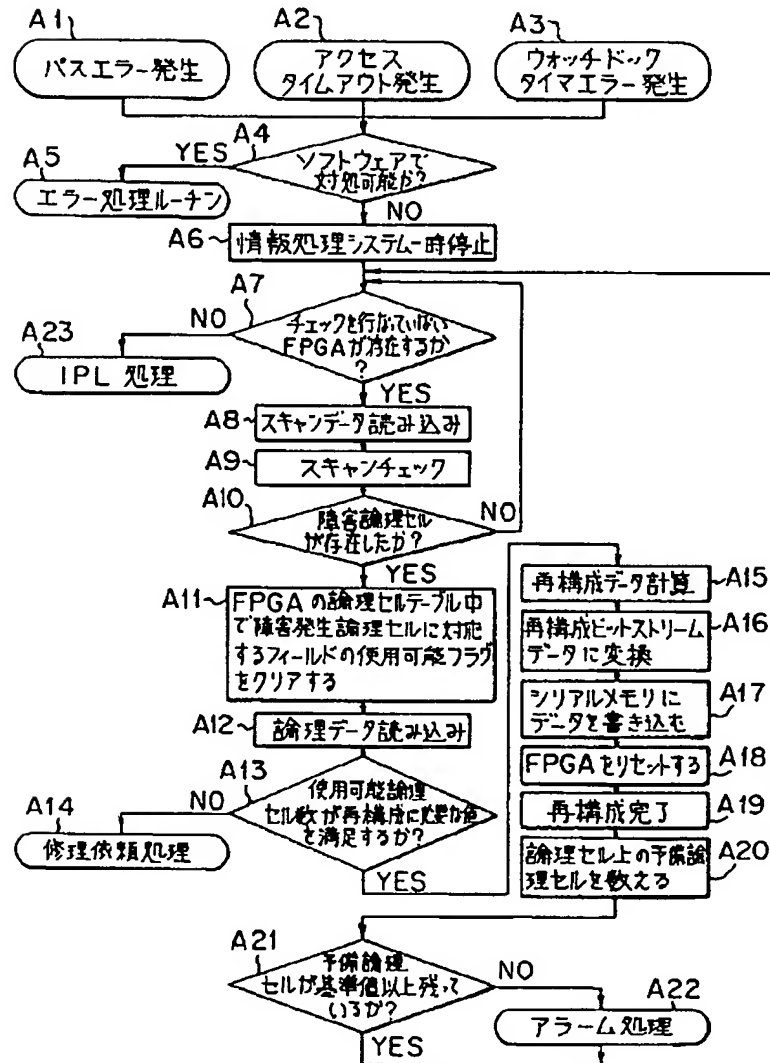 A1
パスエラー発生
A2
アクセス
タイムアウト発生
A3
ウォッチドック
タイマエラー発生
A4
ソフトウェアで
対処可能か?
YES
A5
エラー処理ルーチン
NO
A6
情報処理システム一時停止
A7
チェックを行なっていない
FPGAが存在するか
?
NO
A23
IPL 処理
YES
A8
スキャンデータ読み込み
A9
スキャンチェック
A10
障害論理セル
が存在したか?
NO
YES
A11
FPGAの論理セルテーブル中
で障害発生論理セルに対応
するフィールドの使用可能フラグ
をクリアする
A12
論理データ読み込み
A13
使用可能論理
セル数が再構成に必要な値
を満足するか?
NO
A14
修理依頼処理
YES
再構成データ計算
A15
再構成ビットストリーム
データに変換
A16
シリアルメモリに
データを書き込む
A17
FPGAをリセットする
A18
再構成完了
A19
論理セル上の予備論
理セルを数える
A20
A21
予備論理
セルが基準値以上残って
いるか?
NO
A22
アラーム処理
YES